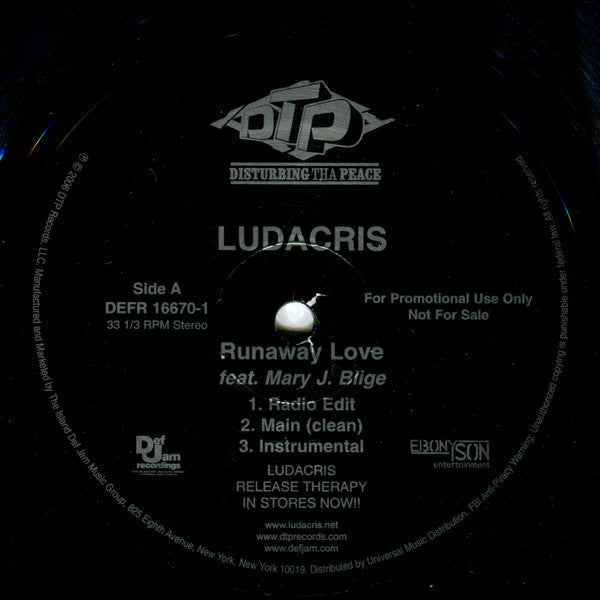 DTP
DISTURBING THA PEACE
LUDACRIS
Side A
DEFR 16670-1
33 1/3 RPM Stereo
For Promotional Use Only
Not For Sale
Runaway Love
feat. Mary J. Blige
1. Radio Edit
2. Main (clean)
3. Instrumental
Def Jam
recordings
EBONY SON
entertainment
LUDACRIS
RELEASE THERAPY
IN STORES NOW!!
www.ludacris.net
www.dtprecords.com
www.defjam.com
℗ © 2006 DTP Records, LLC. Manufactured and Marketed by The Island Def Jam Music Group, 825 Eighth Avenue, New York, New York 10019. Distributed by Universal Music Distribution. FBI Anti-Piracy Warning: Unauthorized copying is punishable under federal law. All rights reserved